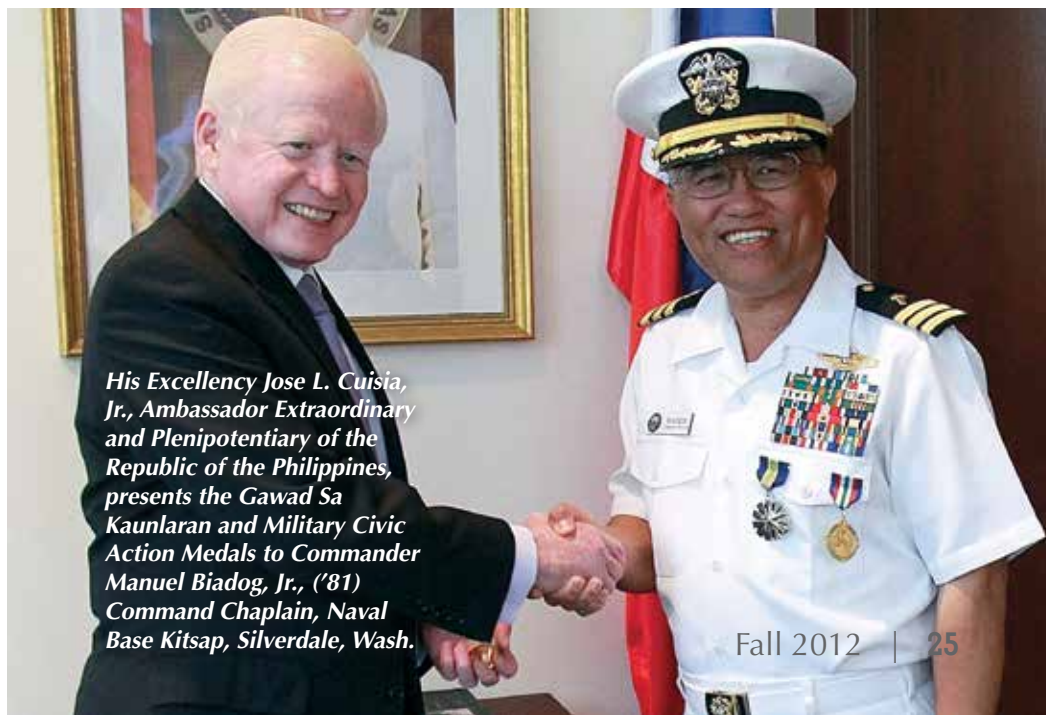 His Excellency Jose L. Cuisia,
Jr., Ambassador Extraordinary
and Plenipotentiary of the
Republic of the Philippines,
presents the Gawad Sa
Kaunlaran and Military Civic
Action Medals to Commander
Manuel Biadog, Jr., (’81)
Command Chaplain, Naval
Base Kitsap, Silverdale, Wash.
Fall 2012 | 25